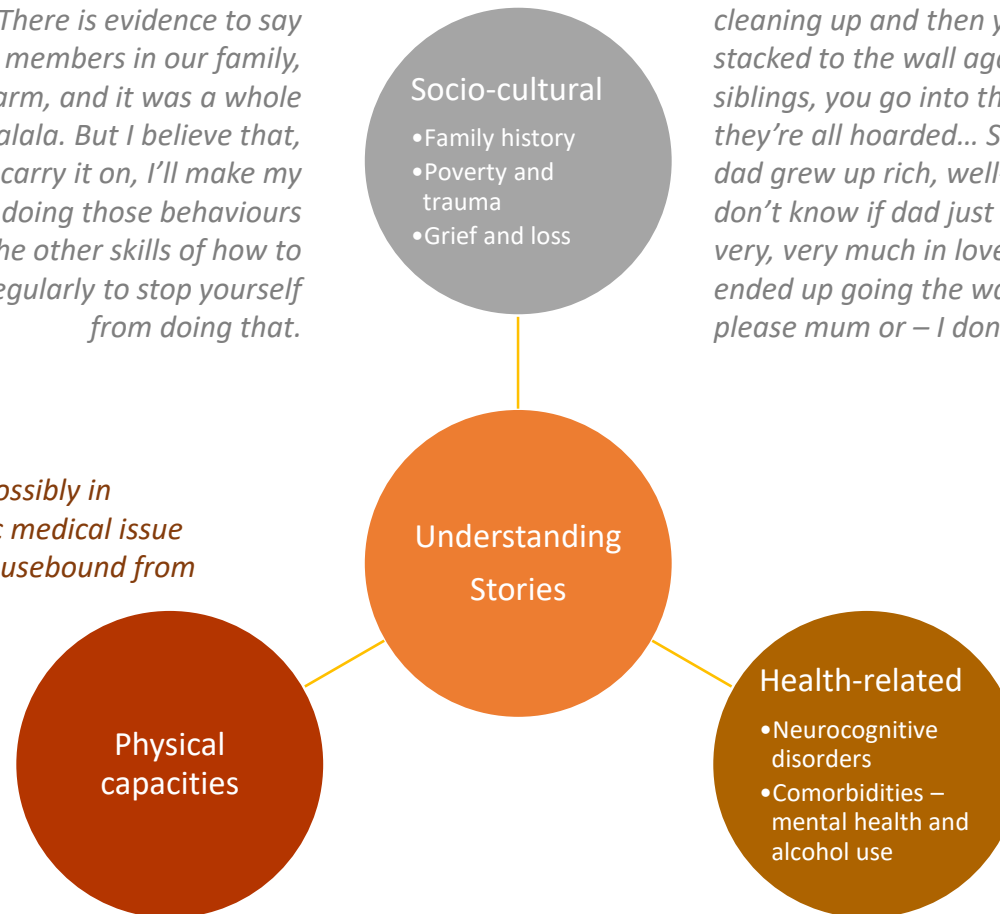 There is evidence to say
members in our family,
arm, and it was a whole
alala. But I believe that,
carry it on, I'll make my
doing those behaviours
he other skills of how to
egularly to stop yourself
from doing that.
Socio-cultural
•Family history
•Poverty and
trauma
•Grief and loss
cleaning up and then y
stacked to the wall aga
siblings, you go into th
they're all hoarded… S
dad grew up rich, well-
don't know if dad just
very, very much in love
ended up going the wa
please mum or – I don
ossibly in
c medical issue
usebound from
Understanding
Stories
Physical
capacities
Health-related
•Neurocognitive
disorders
•Comorbidities –
mental health and
alcohol use